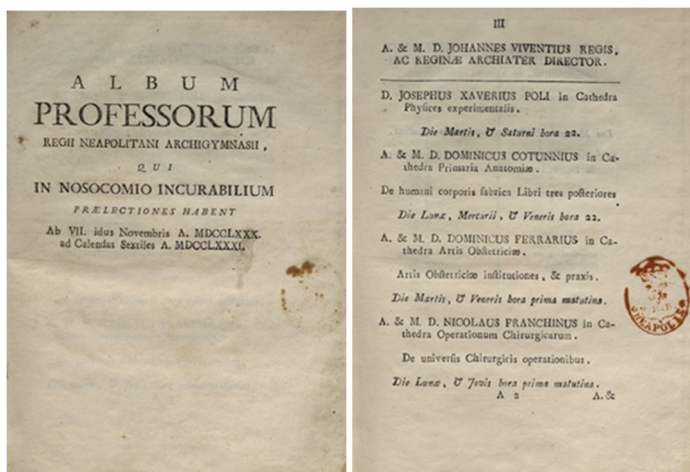 ALBUM
PROFESSORUM
REGII NEAPOLITANI ARCHIGYMNASII,
QUI
IN NOSOCOMIO INCURABILIUM
PRÆLECTIONES HABENT
Ab VII. idus Novembris A. MDCCLXXX.
ad Calendas Sextiles A. MDCCLXXXI.
III
A. & M. D. JOHANNES VIVENTIUS REGIS,
AC REGINÆ ARCHIATER DIRECTOR.
D. JOSEPHUS XAVERIUS POLI in Cathedra
Physices experimentalis.
Die Martis, & Saturni hora 22.
A. & M. D. DOMINICUS COTUNNIUS in Ca-
thedra Primaria Anatomiæ.
De humani corporis fabrica Libri tres posteriores
Die Lunæ, Mercurii, & Veneris hora 22.
A. & M. D. DOMINICUS FERRARIUS in Ca-
thedra Artis Obstetriciæ.
Artis Obstetriciæ institutiones, & praxis.
Die Martis, & Veneris hora prima matutina.
A. & M. D. NICOLAUS FRANCHINUS in Ca-
thedra Operationum Chirurgicarum.
De universis Chirurgicis operationibus.
Die Lunæ, & Jovis hora prima matutina.
A 2 A. &
NEAPOLIS